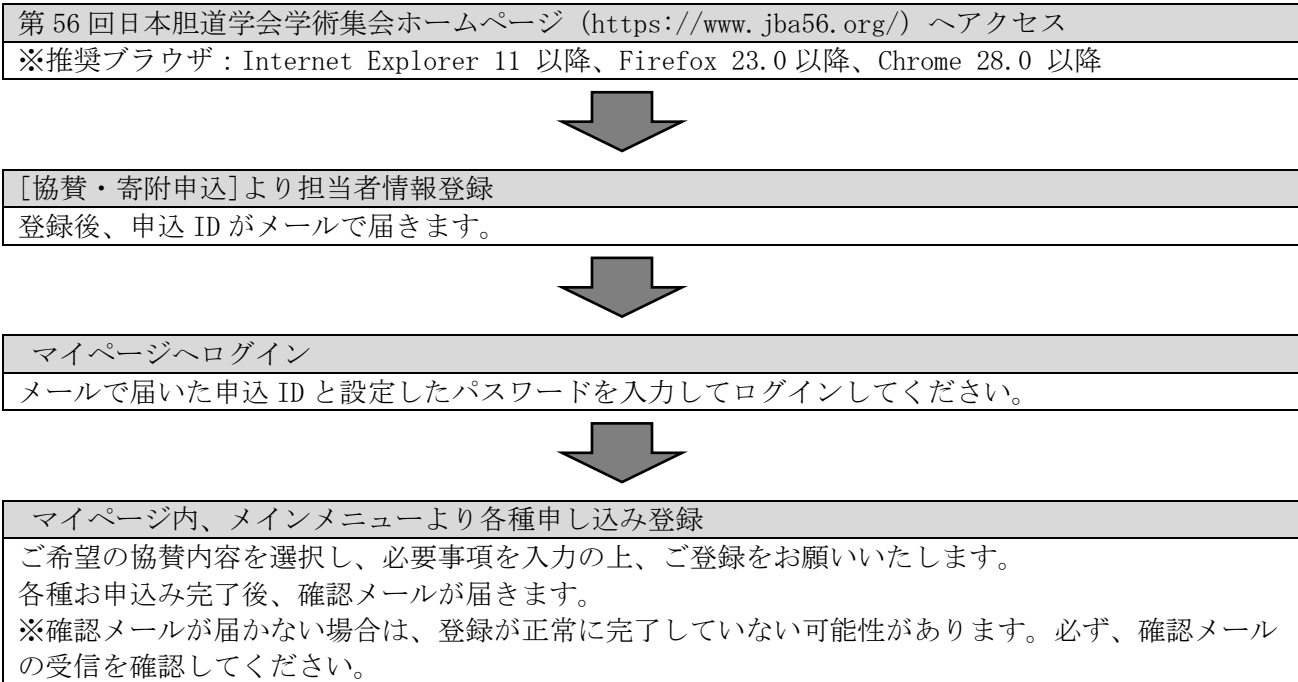 第 56 回日本胆道学会学術集会ホームページ (https://www.jba56.org/) へアクセス
※推奨ブラウザ：Internet Explorer 11 以降、Firefox 23.0 以降、Chrome 28.0 以降
[協賛・寄附申込]より担当者情報登録
登録後、申込 ID がメールで届きます。
マイページへログイン
メールで届いた申込 ID と設定したパスワードを入力してログインしてください。
マイページ内、メインメニューより各種申し込み登録
ご希望の協賛内容を選択し、必要事項を入力の上、ご登録をお願いいたします。
各種お申込み完了後、確認メールが届きます。
※確認メールが届かない場合は、登録が正常に完了していない可能性があります。必ず、確認メール
の受信を確認してください。